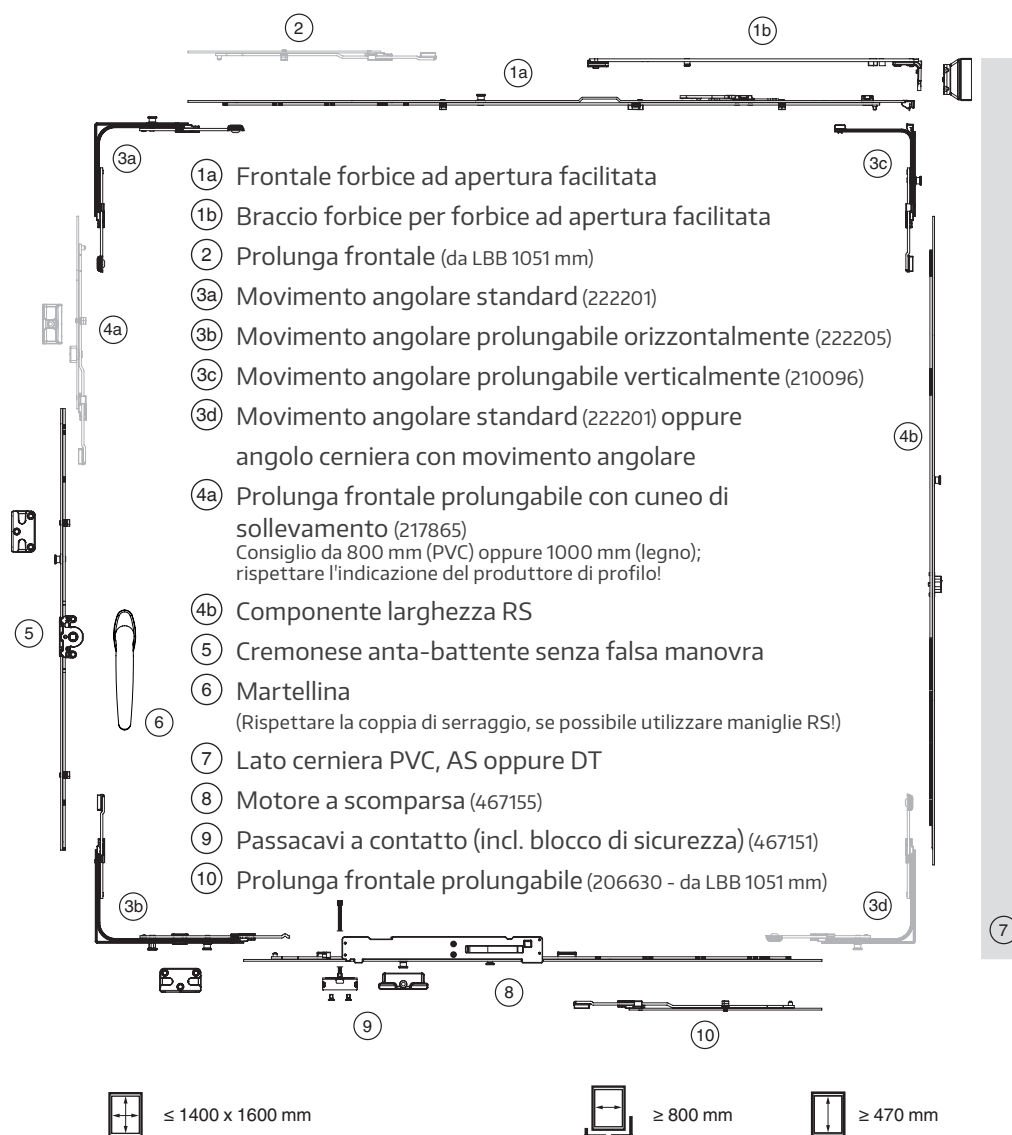 2
1b
1a
3a
3c
1a Frontale forbice ad apertura facilitata
1b Braccio forbice per forbice ad apertura facilitata
2 Prolunga frontale (da LBB 1051 mm)
3a Movimento angolare standard (222201)
3b Movimento angolare prolungabile orizzontalmente (222205)
3c Movimento angolare prolungabile verticalmente (210096)
3d Movimento angolare standard (222201) oppure
angolo cerniera con movimento angolare
4a Prolunga frontale prolungabile con cuneo di
sollevamento (217865)
Consiglio da 800 mm (PVC) oppure 1000 mm (legno);
rispettare l'indicazione del produttore di profilo!
4b Componente larghezza RS
5 Cremonese anta-battente senza falsa manovra
6 Martellina
(Rispettare la coppia di serraggio, se possibile utilizzare maniglie RS!)
7 Lato cerniera PVC, AS oppure DT
8 Motore a scomparsa (467155)
9 Passacavi a contatto (incl. blocco di sicurezza) (467151)
10 Prolunga frontale prolungabile (206630 - da LBB 1051 mm)
4a
4b
5
6
3b
3d
7
8
9
10
≤ 1400 x 1600 mm
≥ 800 mm
≥ 470 mm